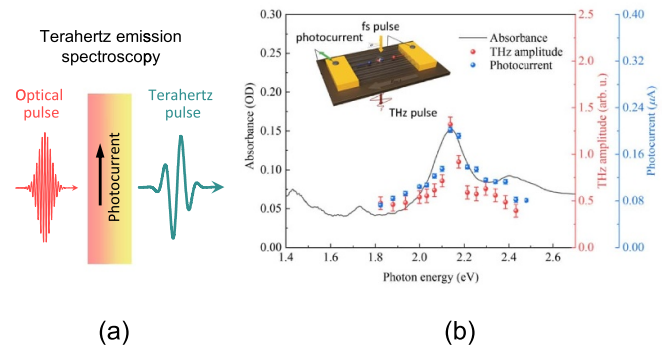 Terahertz emission
spectroscopy
Optical
pulse
Terahertz
pulse
Photocurrent
(a)
0.30
0.25
0.20
0.15
0.10
0.05
0.00
Absorbance (OD)
1.4 1.6 1.8 2.0 2.2 2.4 2.6
Photon energy (eV)
fs pulse
photocurrent
THz pulse
Absorbance
THz amplitude
Photocurrent
2.5
2.0
1.5
1.0
0.5
0.0
THz amplitude (arb. u.)
0.40
0.32
0.24
0.16
0.08
0.00
Photocurrent (μA)
(b)